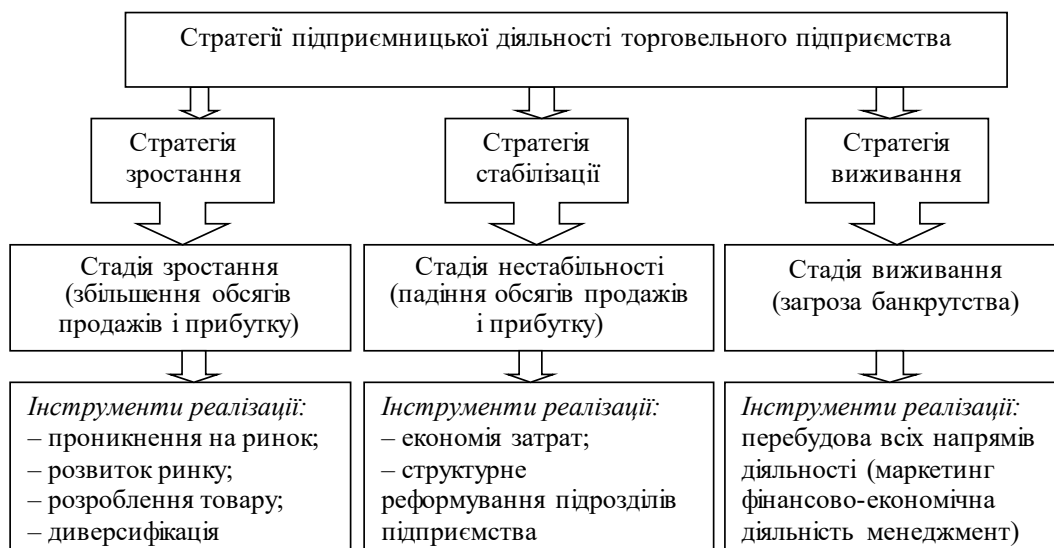 Стратегії підприємницької діяльності торговельного підприємства
Стратегія
зростання
Стратегія
стабілізації
Стратегія
виживання
Стадія зростання
(збільшення обсягів
продажів і прибутку)
Стадія нестабільності
(падіння обсягів продажів
і прибутку)
Стадія виживання
(загроза банкрутства)
Інструменти реалізації:
– проникнення на ринок;
– розвиток ринку;
– розроблення товару;
– диверсифікація
Інструменти реалізації:
– економія затрат;
– структурне
реформування підрозділів
підприємства
Інструменти реалізації:
перебудова всіх напрямів
діяльності (маркетинг
фінансово-економічна
діяльність менеджмент)